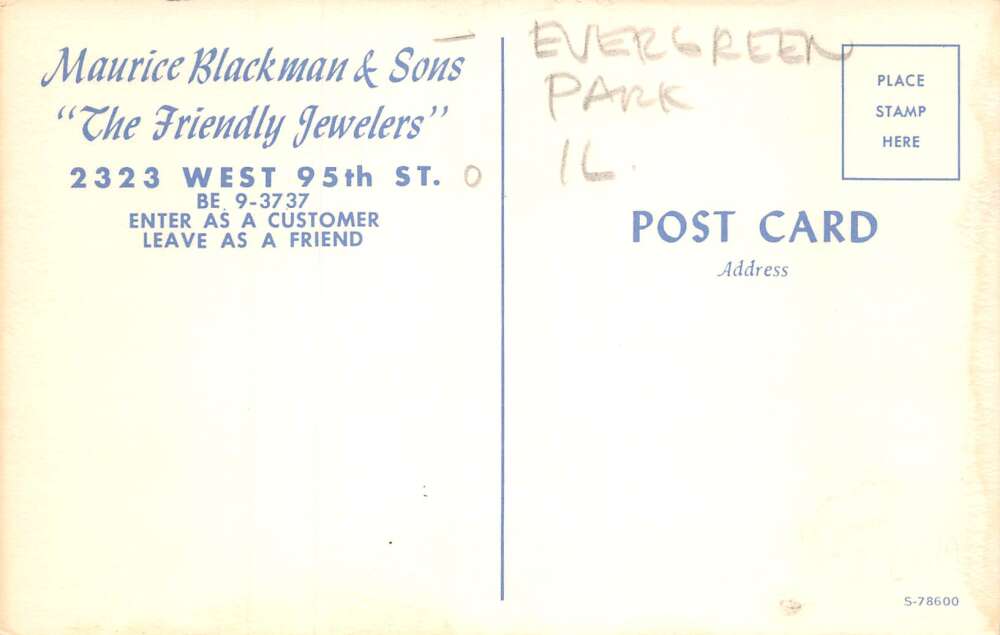 Maurice Blackman & Sons
"The Friendly Jewelers"
2323 WEST 95th ST. O
BE. 9-3737
ENTER AS A CUSTOMER
LEAVE AS A FRIEND
EVERGREEN
PARK
IL.
PLACE
STAMP
HERE
POST CARD
Address
S-78600